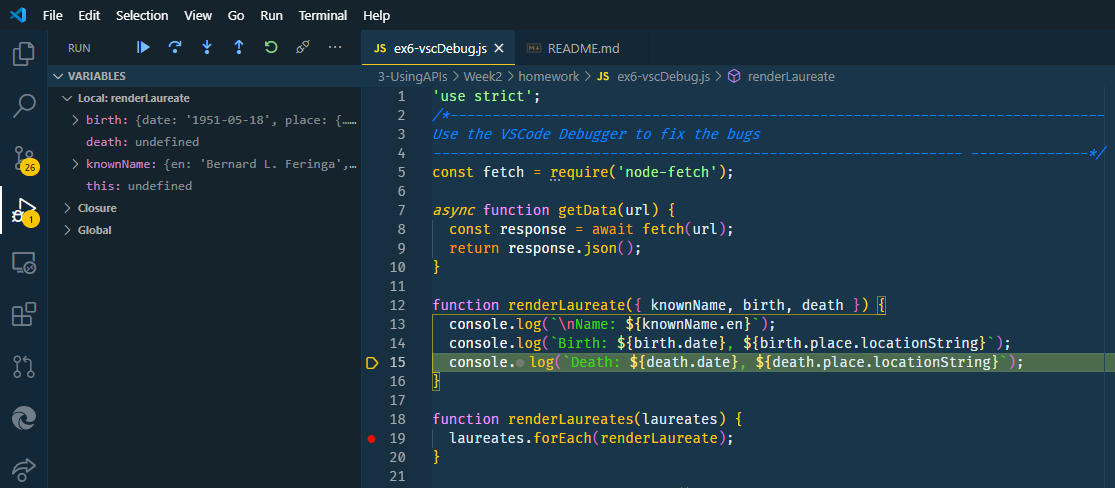 File Edit Selection View Go Run Terminal Help
RUN
JS ex6-vscDebug.js
README.md
VARIABLES
3-UsingAPIs > Week2 > homework > JS ex6-vscDebug.js > renderLaureate
Local: renderLaureate
birth: {date: '1951-05-18', place: {……
death: undefined
knownName: {en: 'Bernard L. Feringa',…
this: undefined
Closure
Global
26
1
1 'use strict';
2 /*------------------------------------------------------------------------------
3 Use the VSCode Debugger to fix the bugs
4 --------------------------------------------------------------- --------------*/
5 const fetch = require('node-fetch');
6
7 async function getData(url) {
8 const response = await fetch(url);
9 return response.json();
10 }
11
12 function renderLaureate({ knownName, birth, death }) {
13 console.log(`\nName: ${knownName.en}`);
14 console.log(`Birth: ${birth.date}, ${birth.place.locationString}`);
15 console.log(`Death: ${death.date}, ${death.place.locationString}`);
16 }
17
18 function renderLaureates(laureates) {
19 laureates.forEach(renderLaureate);
20 }
21